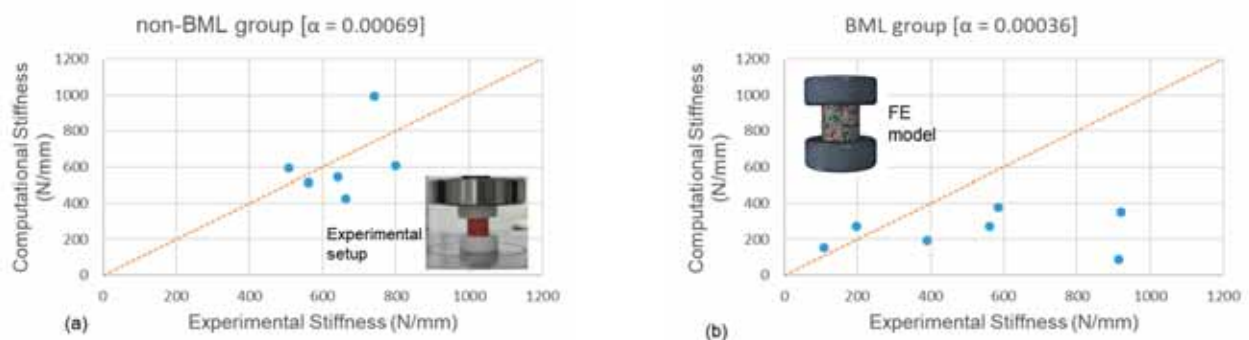 non-BML group [α = 0.00069]
Computational Stiffness
(N/mm)
1200
1000
800
600
400
200
0
0 200 400 600 800 1000 1200
Experimental
setup
(a)
Experimental Stiffness (N/mm)
BML group [α = 0.00036]
Computational Stiffness
(N/mm)
1200
1000
800
600
400
200
0
0 200 400 600 800 1000 1200
FE
model
(b)
Experimental Stiffness (N/mm)